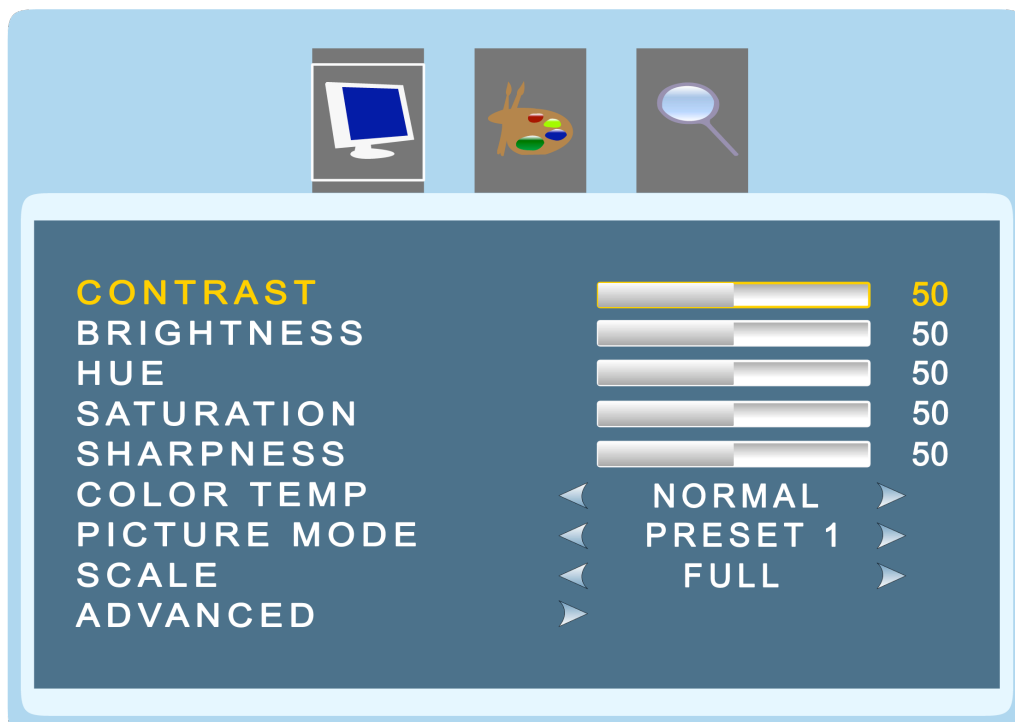 CONTRAST 50
BRIGHTNESS 50
HUE 50
SATURATION 50
SHARPNESS 50
COLOR TEMP NORMAL
PICTURE MODE PRESET 1
SCALE FULL
ADVANCED